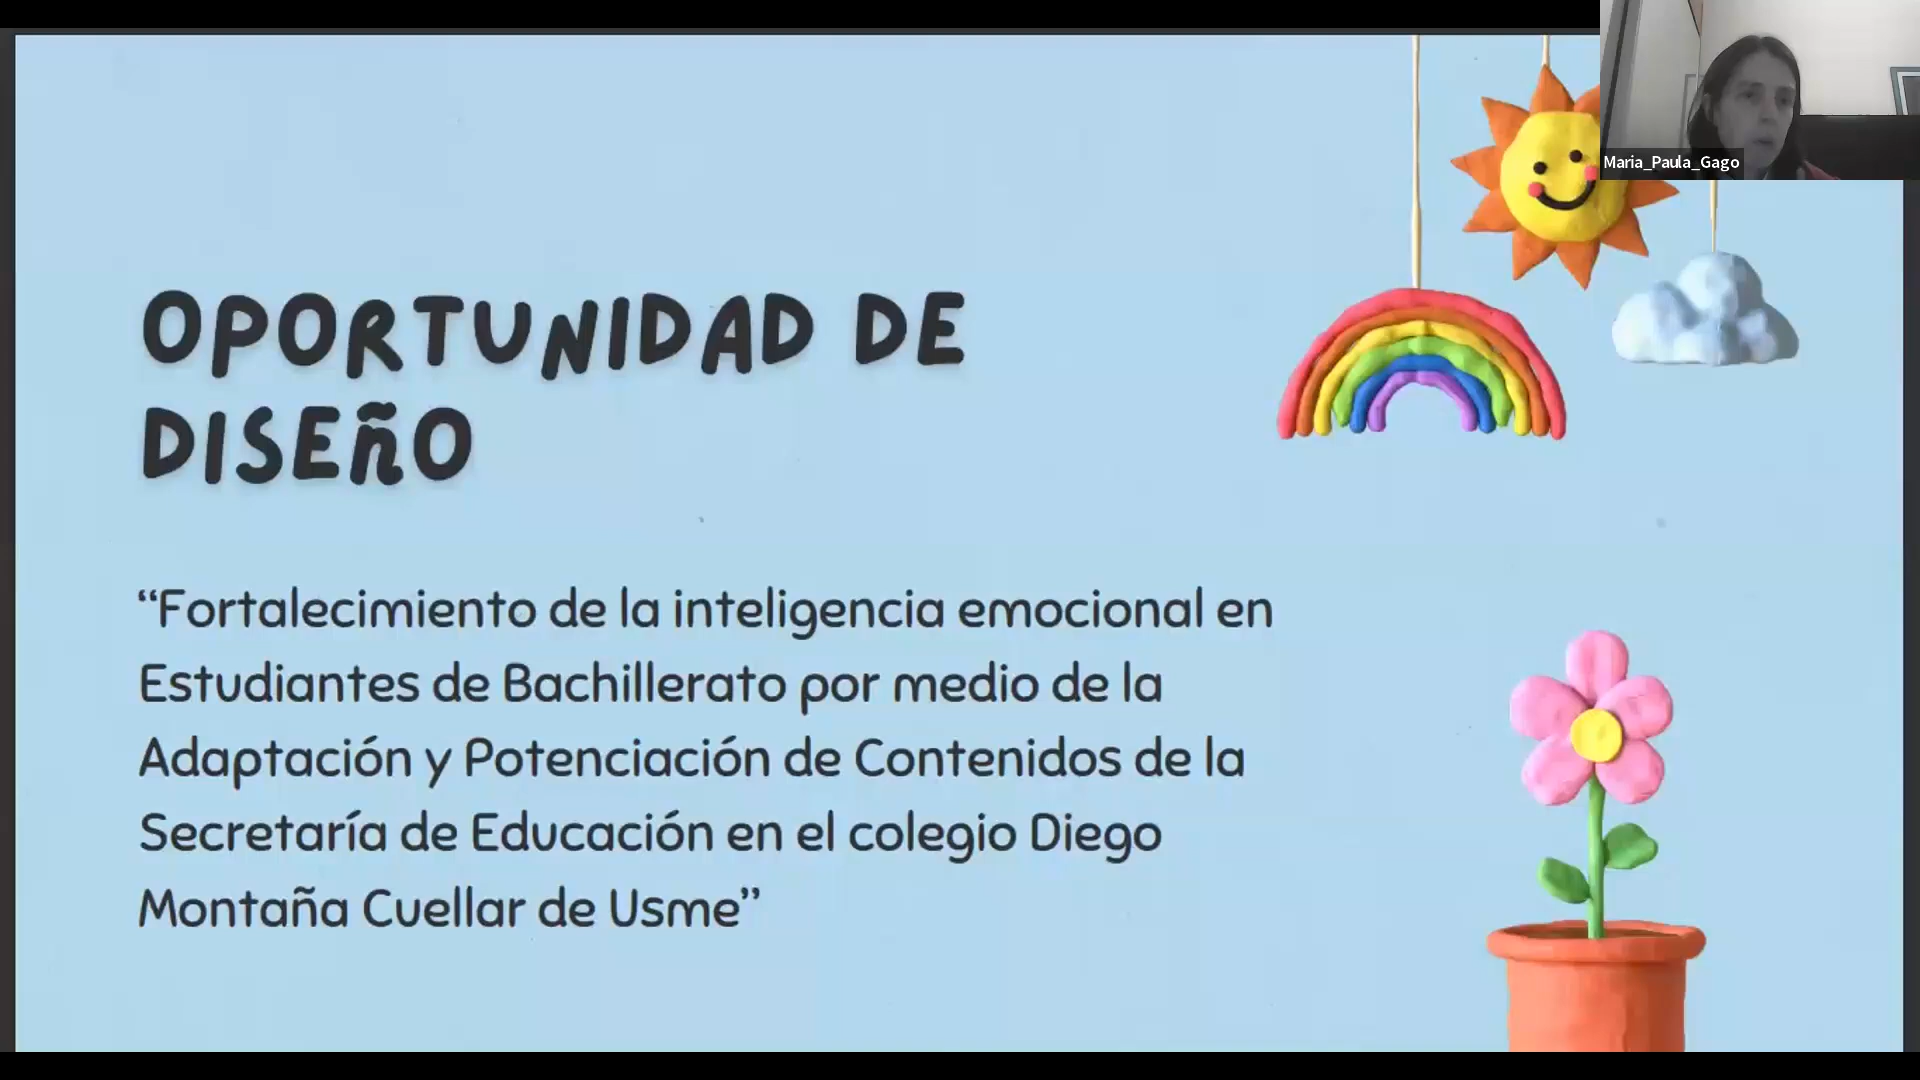 OPORTUNIDAD DE
DISEñO
“Fortalecimiento de la inteligencia emocional en
Estudiantes de Bachillerato por medio de la
Adaptación y Potenciación de Contenidos de la
Secretaría de Educación en el colegio Diego
Montaña Cuellar de Usme”
Maria_Paula_Gago